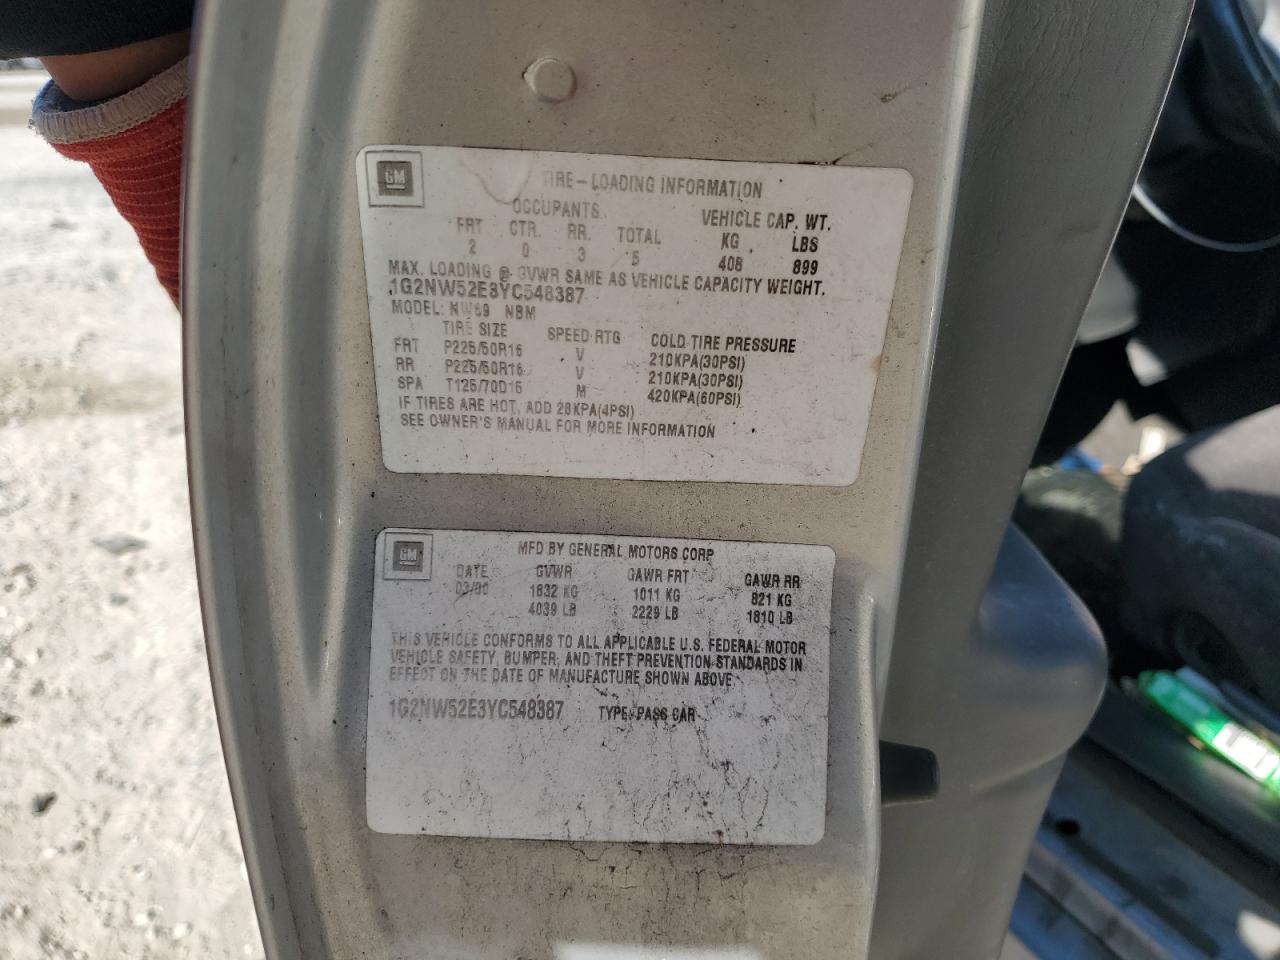 GM
TIRE-LOADING INFORMATION
OCCUPANTS VEHICLE CAP. WT.
FRT CTR. RR. TOTAL KG LBS
2 0 3 5 408 899
MAX. LOADING @ GVWR SAME AS VEHICLE CAPACITY WEIGHT.
1G2NW52E3YC548387
MODEL: NW69 NBM
TIRE SIZE SPEED RTG COLD TIRE PRESSURE
FRT P225/50R16 V 210KPA(30PSI)
RR P225/50R16 V 210KPA(30PSI)
SPA T125/70D15 M 420KPA(60PSI)
IF TIRES ARE HOT, ADD 28KPA(4PSI)
SEE OWNER'S MANUAL FOR MORE INFORMATION
GM
MFD BY GENERAL MOTORS CORP
DATE GVWR GAWR FRT GAWR RR
03/00 1832 KG 1011 KG 821 KG
4039 LB 2229 LB 1810 LB
THIS VEHICLE CONFORMS TO ALL APPLICABLE U.S. FEDERAL MOTOR
VEHICLE SAFETY, BUMPER, AND THEFT PREVENTION STANDARDS IN
EFFECT ON THE DATE OF MANUFACTURE SHOWN ABOVE.
1G2NW52E3YC548387 TYPE: PASS CAR